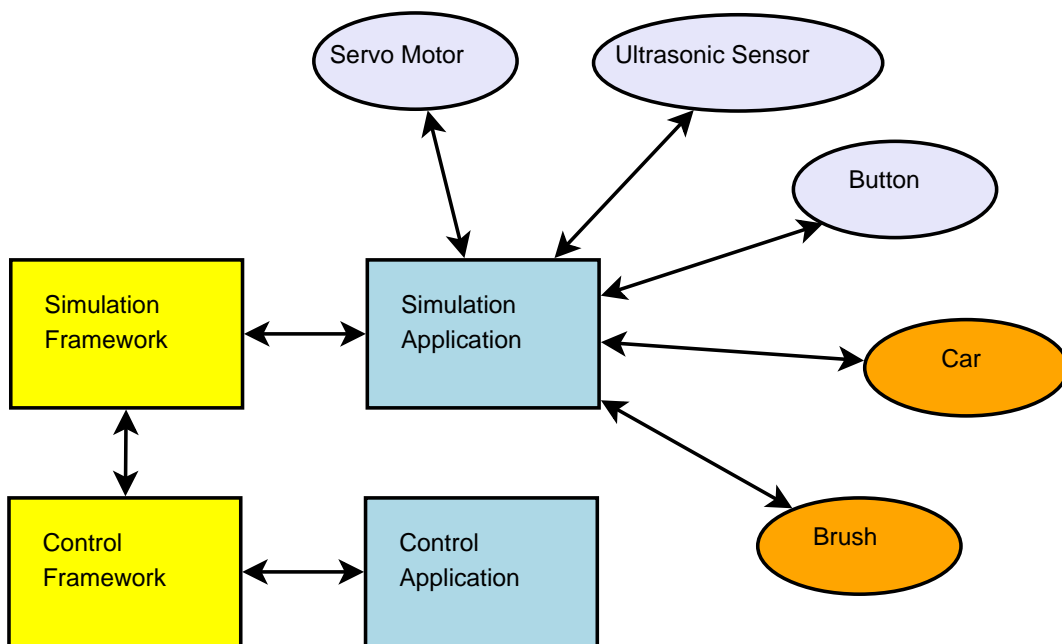 Servo Motor
Ultrasonic Sensor
Button
Simulation
Framework
Simulation
Application
Car
Control
Framework
Control
Application
Brush